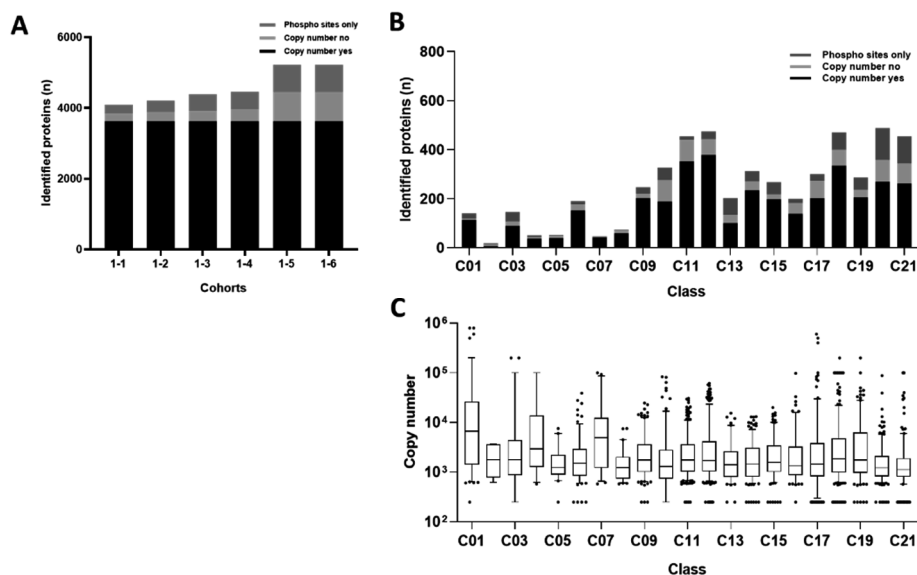 A
Identified proteins (n)
6000
4000
2000
0
Phospho sites only
Copy number no
Copy number yes
1-1 1-2 1-3 1-4 1-5 1-6
Cohorts
B
Identified proteins (n)
800
600
400
200
0
Phospho sites only
Copy number no
Copy number yes
C01 C03 C05 C07 C09 C11 C13 C15 C17 C19 C21
Class
C
Copy number
10⁶
10⁵
10⁴
10³
10²
C01 C03 C05 C07 C09 C11 C13 C15 C17 C19 C21
Class